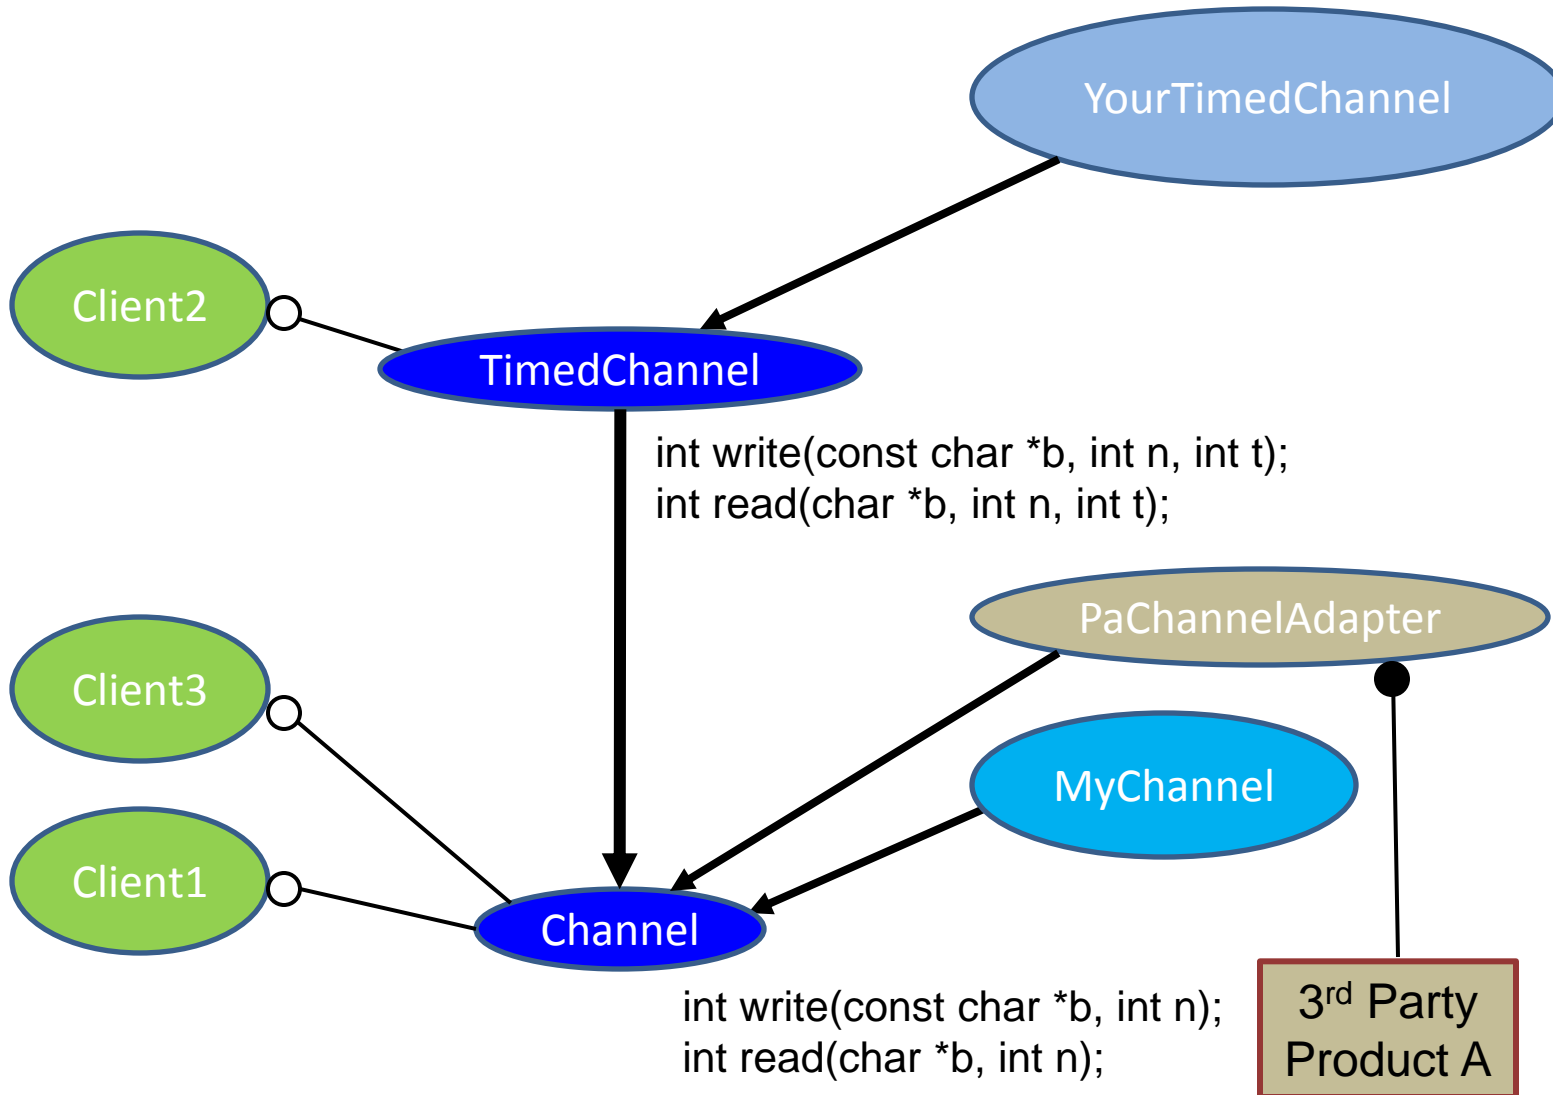 YourTimedChannel
Client2
TimedChannel
int write(const char *b, int n, int t);
int read(char *b, int n, int t);
PaChannelAdapter
Client3
MyChannel
Client1
Channel
int write(const char *b, int n);
int read(char *b, int n);
3rd Party
Product A